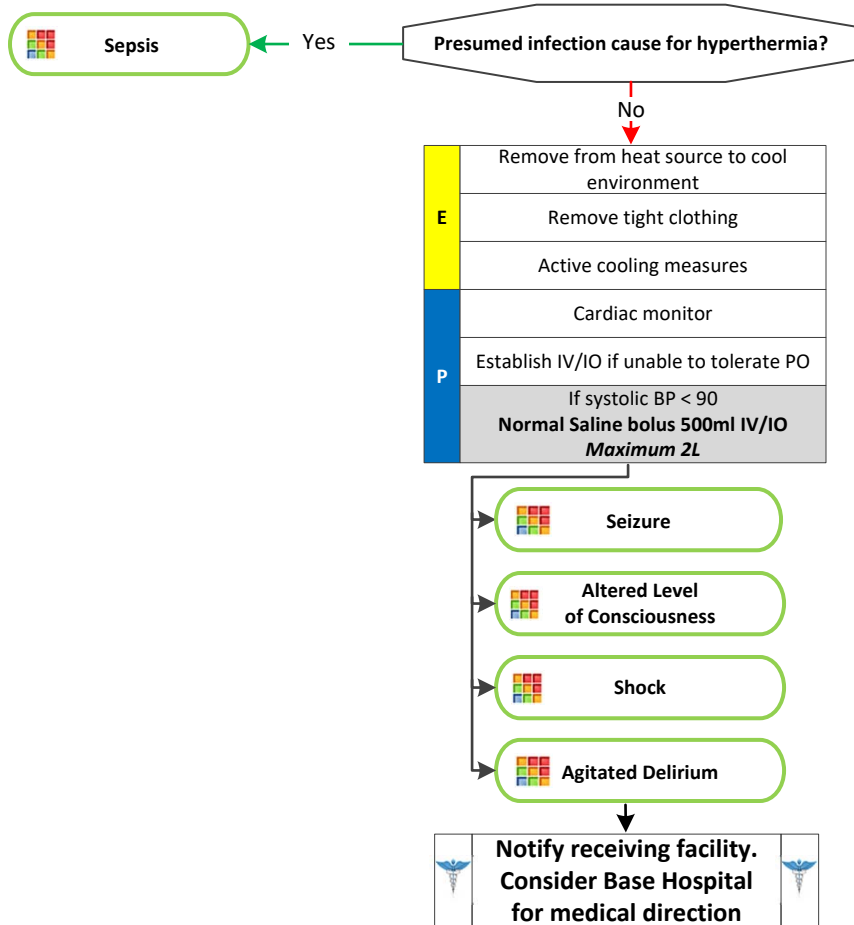 Sepsis
Yes
Presumed infection cause for hyperthermia?
No
E
Remove from heat source to cool
environment
Remove tight clothing
Active cooling measures
P
Cardiac monitor
Establish IV/IO if unable to tolerate PO
If systolic BP < 90
Normal Saline bolus 500ml IV/IO
Maximum 2L
Seizure
Altered Level
of Consciousness
Shock
Agitated Delirium
Notify receiving facility.
Consider Base Hospital
for medical direction